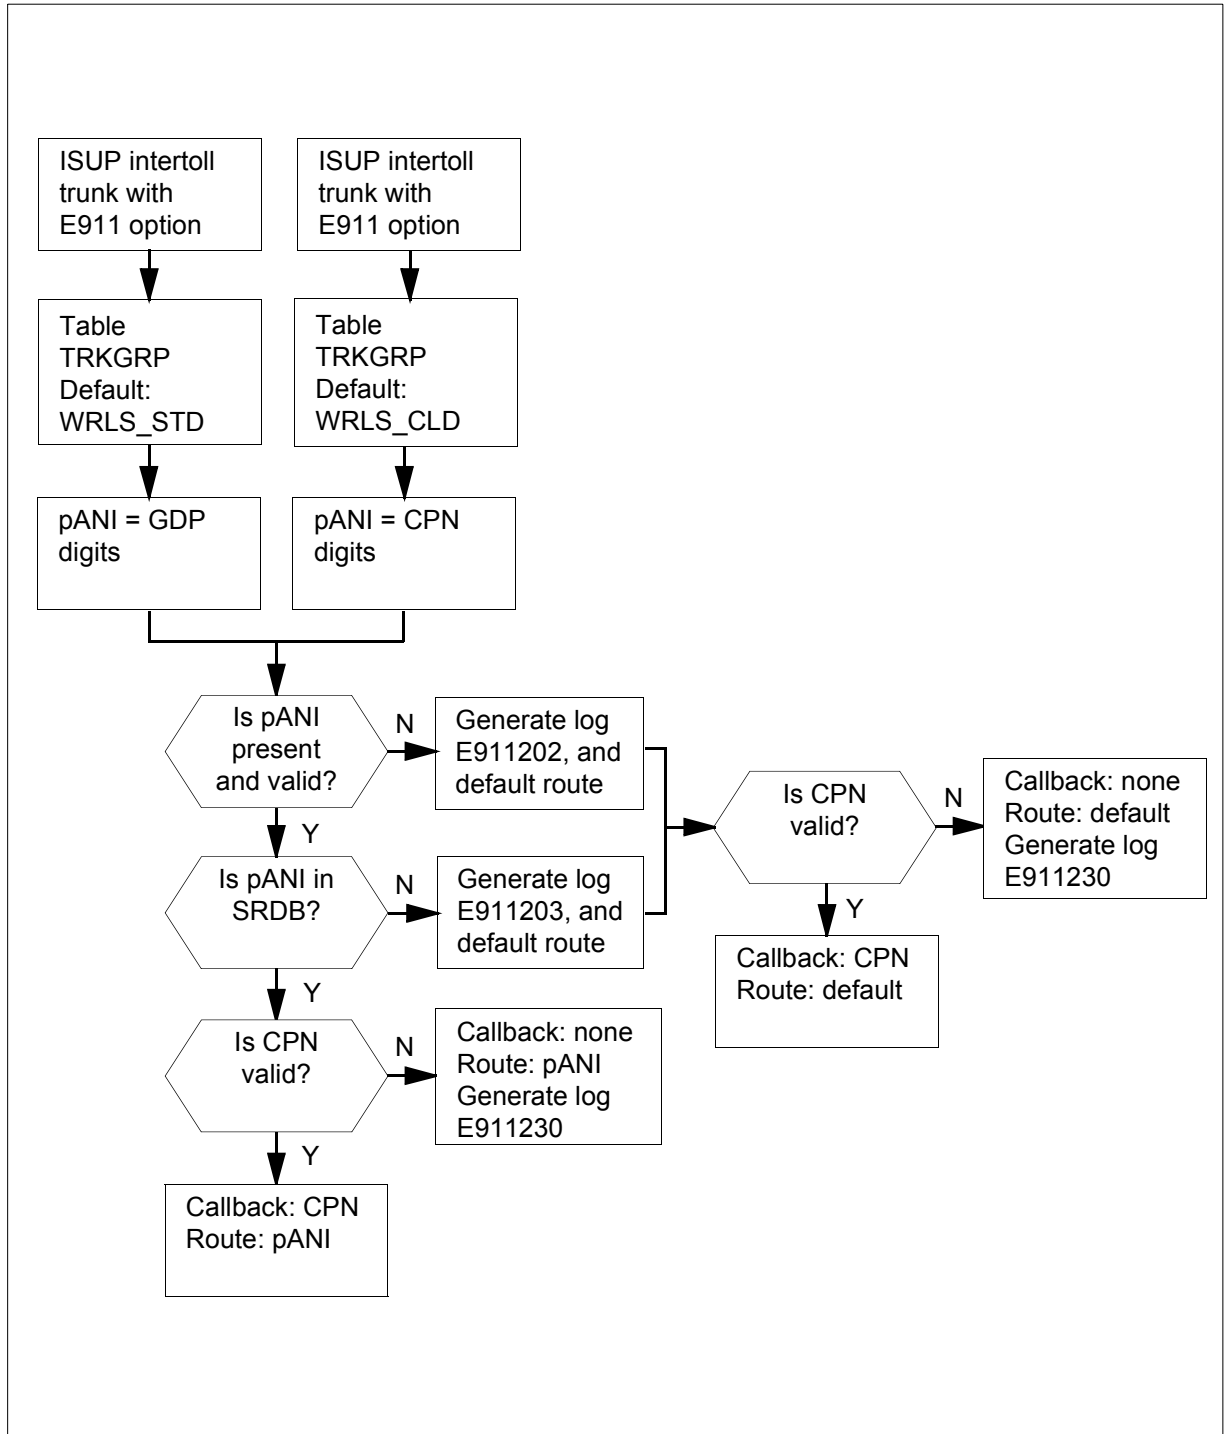 ISUP intertoll
trunk with
E911 option
ISUP intertoll
trunk with
E911 option
Table
TRKGRP
Default:
WRLS_STD
Table
TRKGRP
Default:
WRLS_CLD
pANI = GDP
digits
pANI = CPN
digits
Is pANI
present
and valid?
N
Generate log
E911202, and
default route
Y
Is CPN
valid?
N
Callback: none
Route: default
Generate log
E911230
Is pANI in
SRDB?
N
Generate log
E911203, and
default route
Y
Callback: CPN
Route: default
Y
Is CPN
valid?
N
Callback: none
Route: pANI
Generate log
E911230
Y
Callback: CPN
Route: pANI